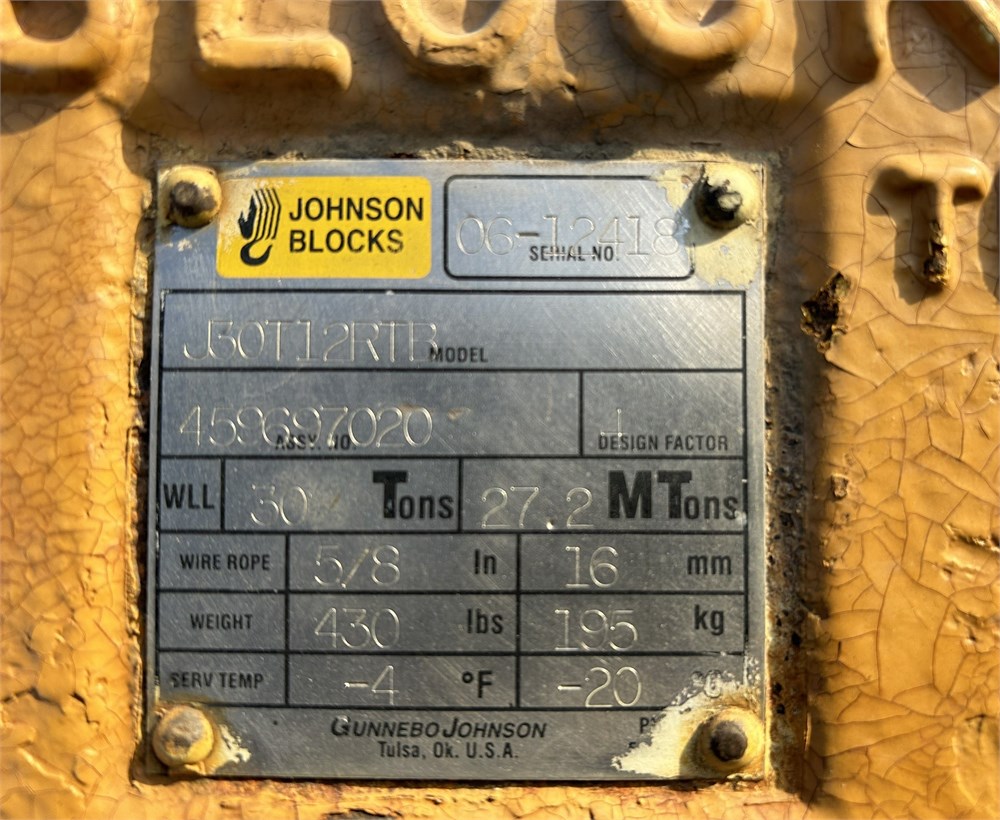 T
JOHNSON
BLOCKS
06-12418
SERIAL NO.
MODEL
459697020
ASSY. NO.
DESIGN FACTOR
WLL 30 Tons 27.2 MTons
WIRE ROPE 5/8 In 16 mm
WEIGHT 430 lbs 195 kg
SERV TEMP -4 °F -20
GUNNEBO JOHNSON
Tulsa, Ok. U.S.A.